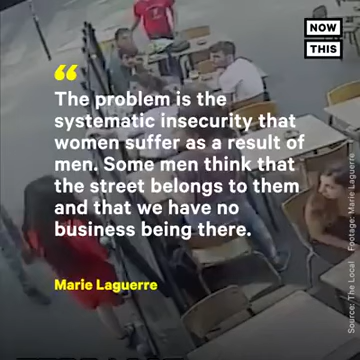 NOW
THIS
“
The problem is the
systematic insecurity that
women suffer as a result of
men. Some men think that
the street belongs to them
and that we have no
business being there.
Marie Laguerre
Source: The Local Footage: Marie Laguerre